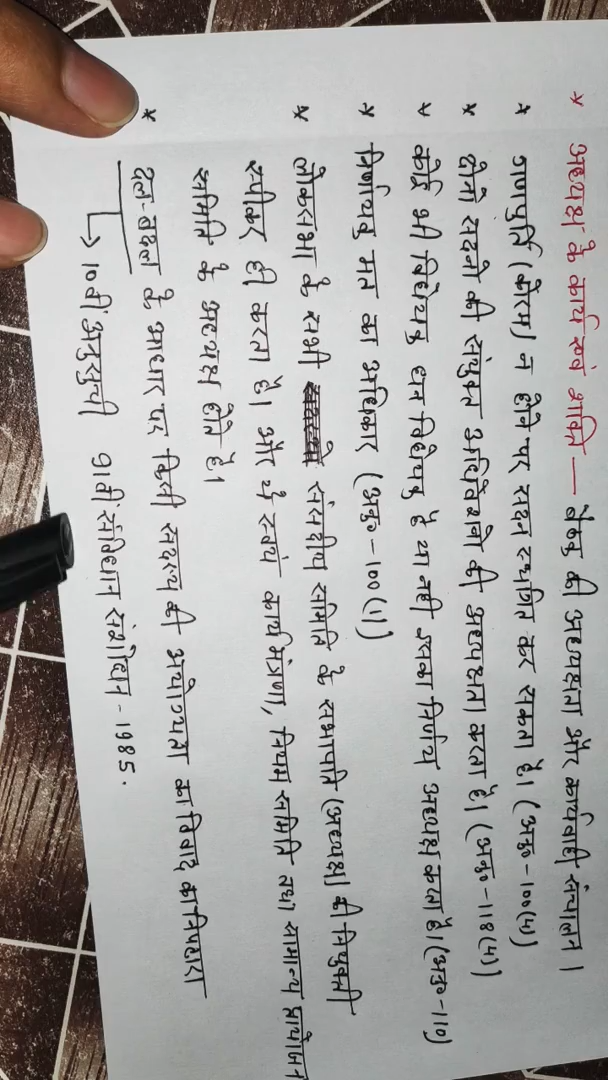 * अध्यक्ष के कार्य एवं शक्ति — बैठक की अध्यक्षता और कार्यवाही संचालन।
* गणपूर्ति (कोरम) न होने पर सदन स्थगित कर सकता है। (अनु०-100(4)
* दोनो सदनो की संयुक्त अधिवेशनो की अध्यक्षता करता है। (अनु०-118(4)
* कोई भी विधेयक धन विधेयक है या नही इसका निर्णय अध्यक्ष करता है। (अनु०-110)
* निर्णायक मत का अधिकार (अनु०-100(1)
* लोकसभा के सभी संसदीय समिति के सभापति (अध्यक्ष) की नियुक्ती
स्पीकर ही करता है। और ये स्वयं कार्य मंत्रणा, नियम समिति तथा सामान्य प्रायोजन
समिति के अध्यक्ष होते हैं।
* दल-बदल के आधार पर किसी सदस्य की अयोग्यता का विवाद का निपटारा
↳ 10वीं अनुसूची 91वीं संविधान संशोधन - 1985.